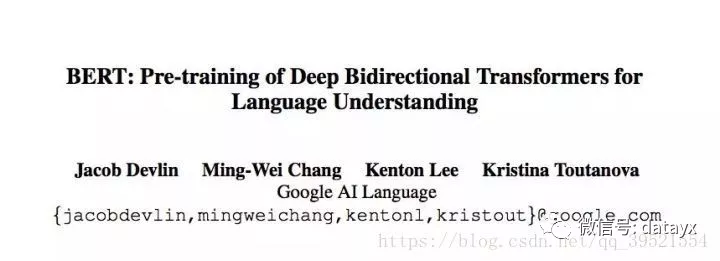 BERT: Pre-training of Deep Bidirectional Transformers for
Language Understanding
Jacob Devlin Ming-Wei Chang Kenton Lee Kristina Toutanova
Google AI Language
{jacobdevlin,mingweichang,kentonl,kristout}@google.com
微信号: datayx
https://blog.csdn.net/qq_39521554